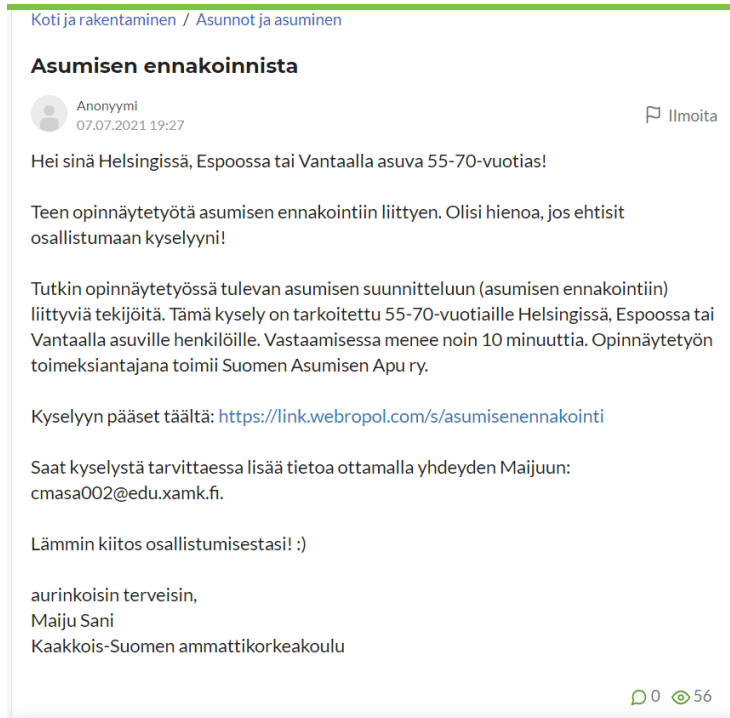 Koti ja rakentaminen / Asunnot ja asuminen
Asumisen ennakoinnista
Anonyymi
07.07.2021 19:27
Ilmoita
Hei sinä Helsingissä, Espoossa tai Vantaalla asuva 55-70-vuotias!
Teen opinnäytetyötä asumisen ennakointiin liittyen. Olisi hienoa, jos ehtisit
osallistumaan kyselyyni!
Tutkin opinnäytetyössä tulevan asumisen suunnitteluun (asumisen ennakointiin)
liittyviä tekijöitä. Tämä kysely on tarkoitettu 55-70-vuotiaille Helsingissä, Espoossa tai
Vantaalla asuville henkilöille. Vastaamisessa menee noin 10 minuuttia. Opinnäytetyön
toimeksiantajana toimii Suomen Asumisen Apu ry.
Kyselyyn pääset täältä: https://link.webropol.com/s/asumisenennakointi
Saat kyselystä tarvittaessa lisää tietoa ottamalla yhdeyden Maijuun:
cmasa002@edu.xamk.fi.
Lämmin kiitos osallistumisestasi! :)
aurinkoisin terveisin,
Maiju Sani
Kaakkois-Suomen ammattikorkeakoulu
0 56